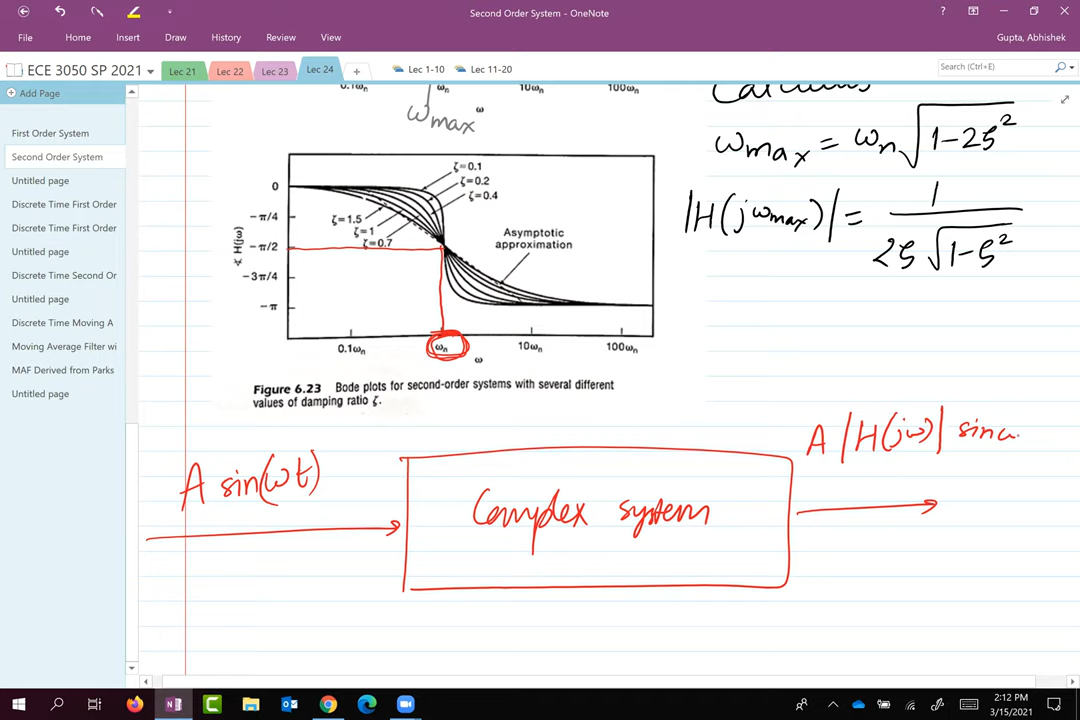 Second Order System - OneNote
File Home Insert Draw History Review View
Gupta, Abhishek
ECE 3050 SP 2021
Lec 21 Lec 22 Lec 23 Lec 24 Lec 1-10 Lec 11-20
Search (Ctrl+E)
Add Page
First Order System
Second Order System
Untitled page
Discrete Time First Order
Discrete Time First Order
Untitled page
Discrete Time Second Or
Untitled page
Discrete Time Moving A
Moving Average Filter wi
MAF Derived from Parks
Untitled page
0.1ωn ωn 10ωn 100ωn
ω
ωmax
Calculus
ωmax = ωn √1-2ζ²
|H(jωmax)| = 1 / 2ζ √1-ζ²
∢ H(jω)
0
-π/4
-π/2
-3π/4
-π
ζ=0.1
ζ=0.2
ζ=0.4
ζ=1.5
ζ=1
ζ=0.7
Asymptotic
approximation
0.1ωn ωn 10ωn 100ωn
ω
Figure 6.23 Bode plots for second-order systems with several different
values of damping ratio ζ.
A sin(ωt)
Complex system
A |H(jω)| sin
2:12 PM
3/15/2021